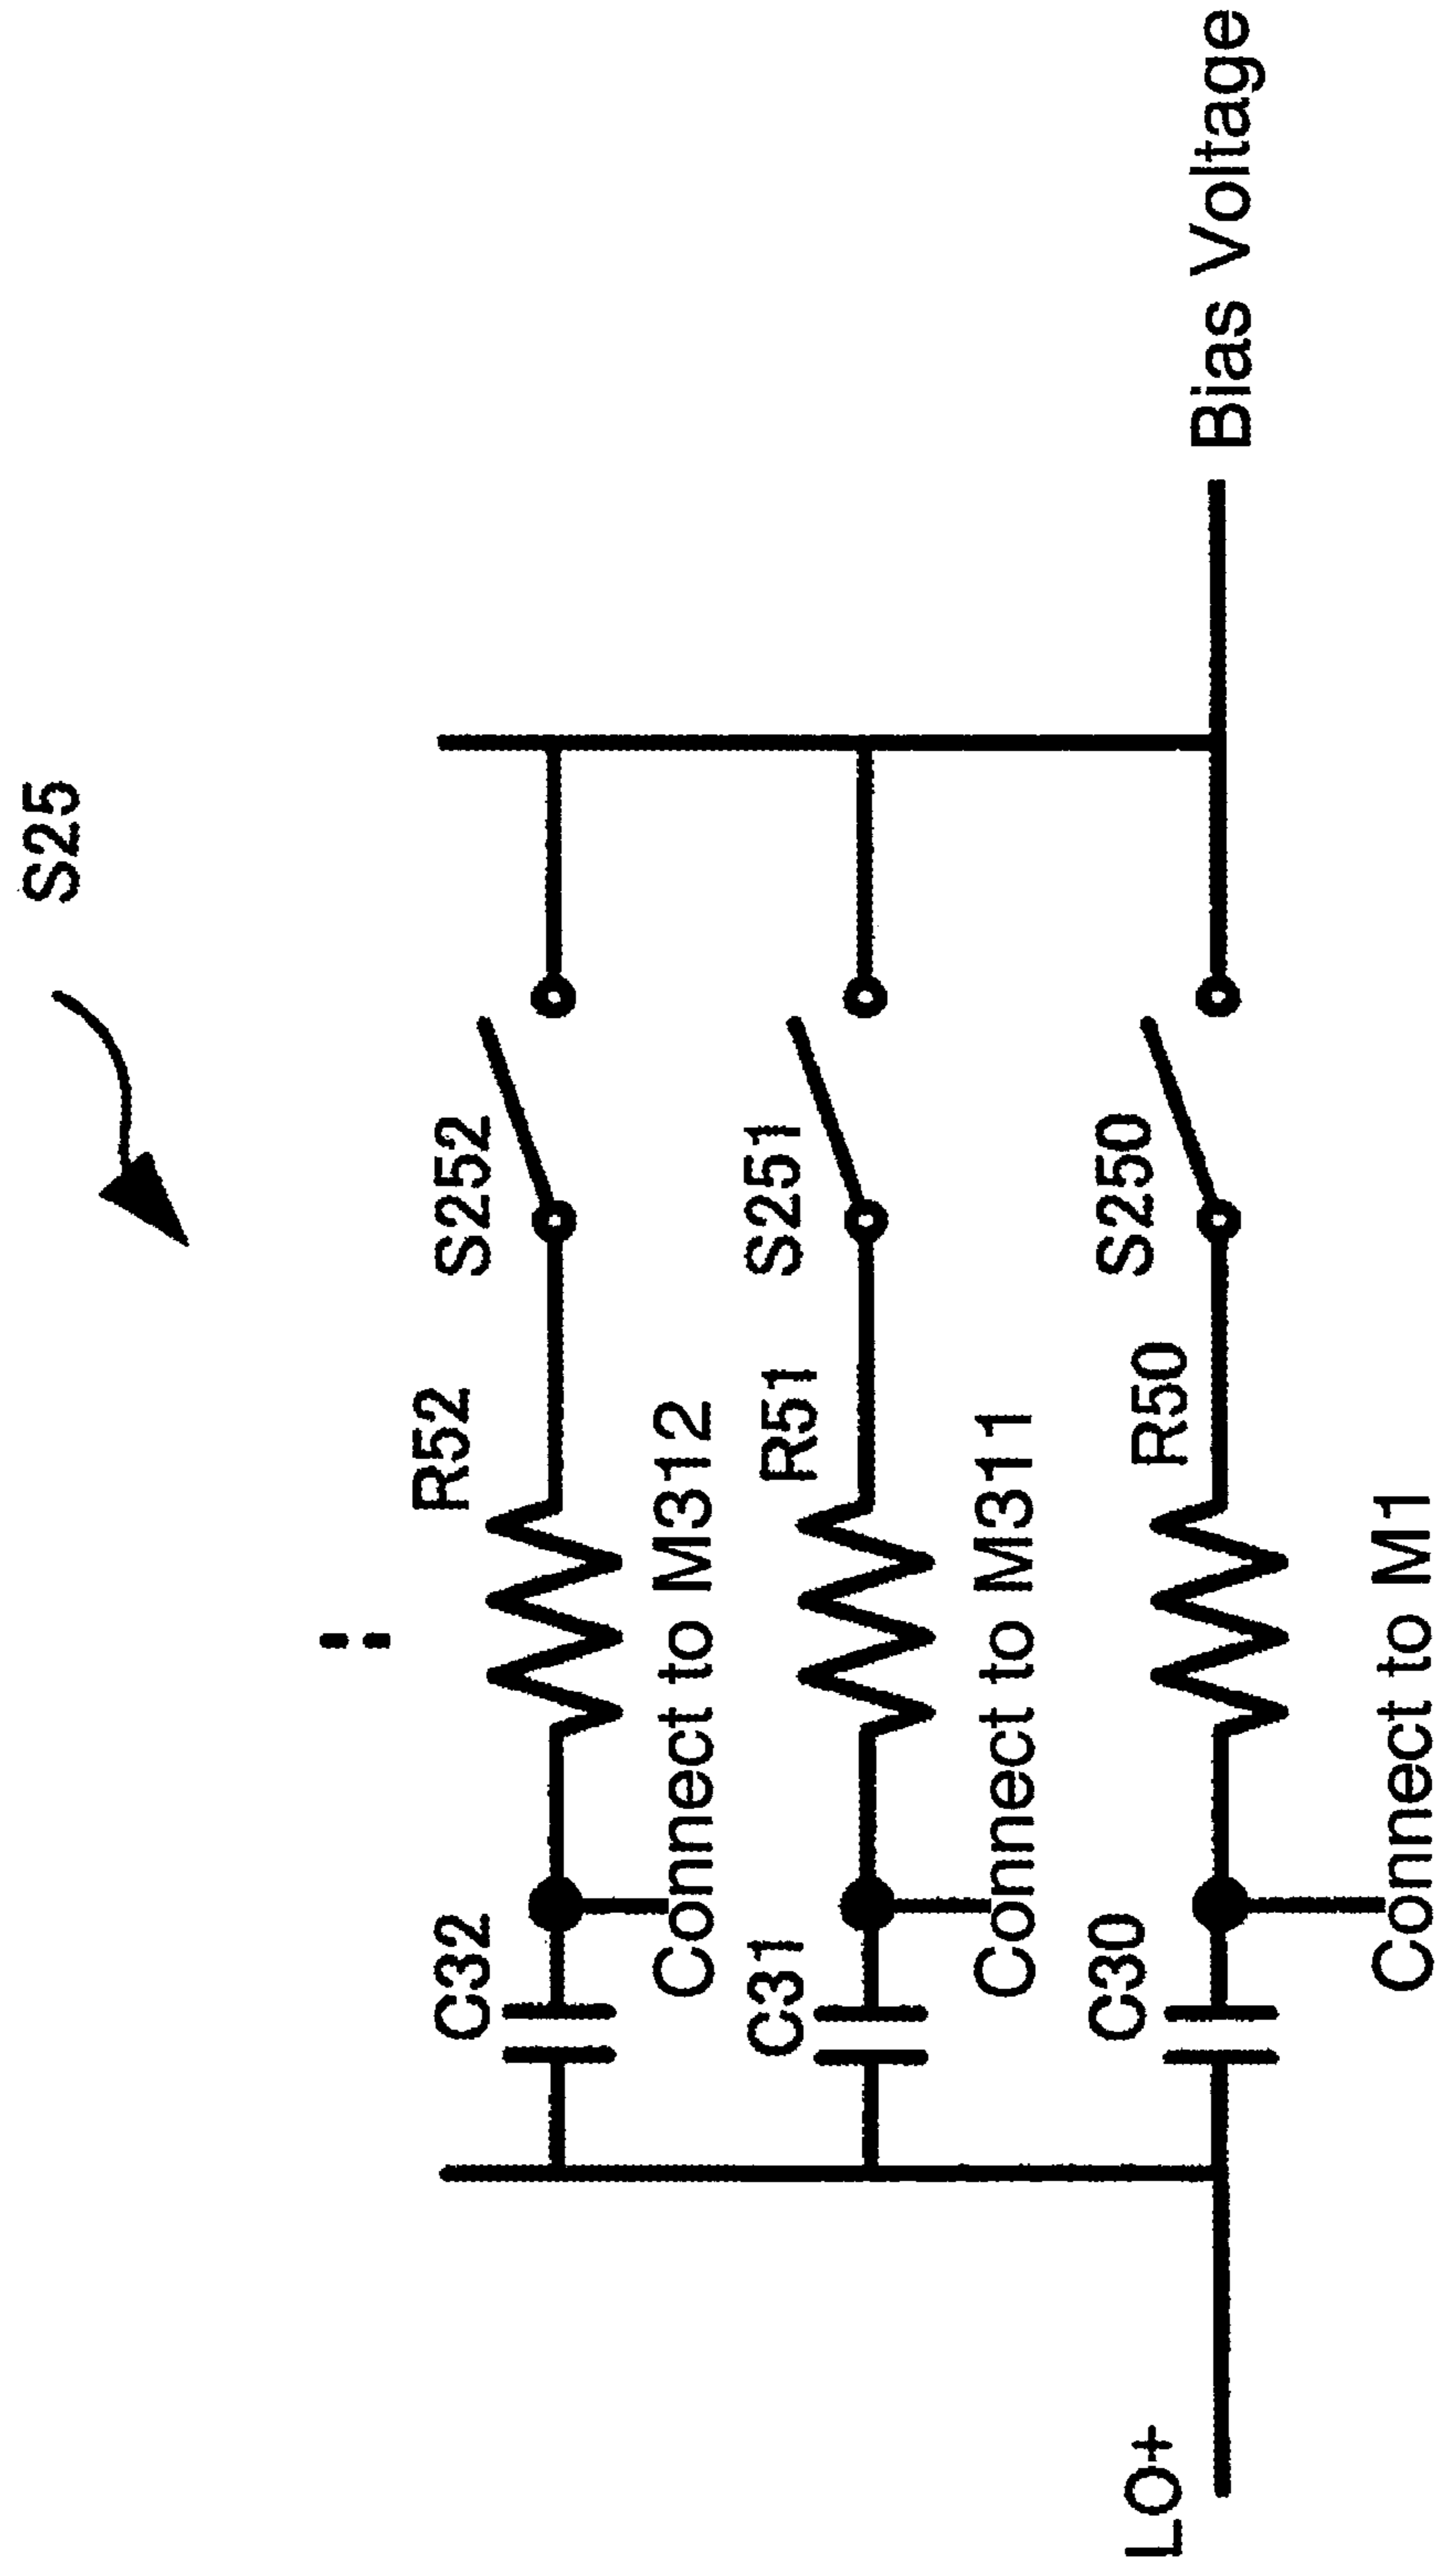 S25
R52
S252
C32
Connect to M312
R51
S251
C31
Connect to M311
R50
S250
C30
Connect to M1
LO+
Bias Voltage